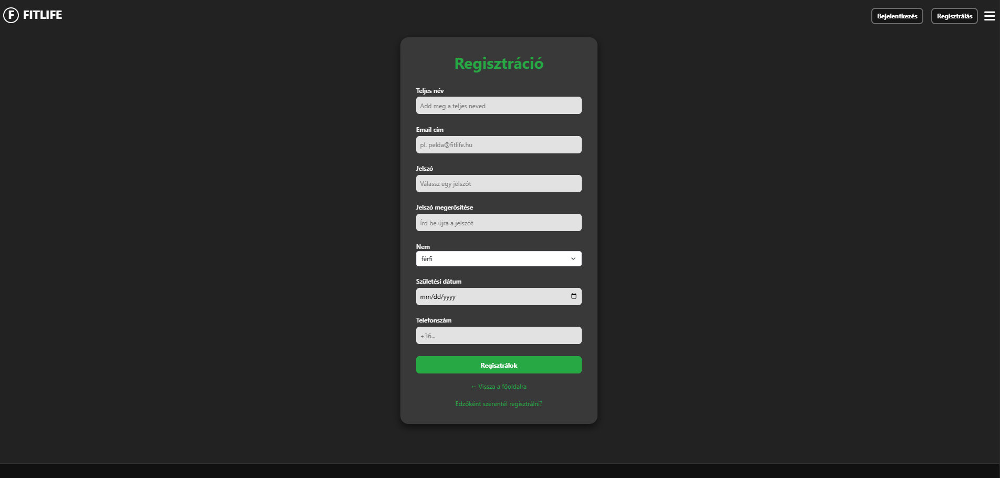 F FITLIFE
Bejelentkezés
Regisztrálás
Regisztráció
Teljes név
Add meg a teljes neved
Email cím
pl. pelda@fitlife.hu
Jelszó
Válassz egy jelszót
Jelszó megerősítése
Írd be újra a jelszót
Nem
férfi
Születési dátum
mm/dd/yyyy
Telefonszám
+36...
Regisztrálok
← Vissza a főoldalra
Edzőként szerentél regisztrálni?